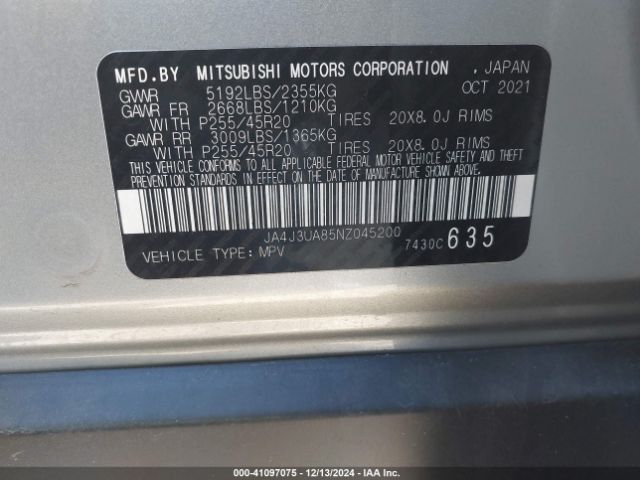 MFD.BY MITSUBISHI MOTORS CORPORATION , JAPAN
GVWR 5192LBS/2355KG OCT 2021
GAWR FR 2668LBS/1210KG
WITH P255/45R20 TIRES 20X8.0J RIMS
GAWR RR 3009LBS/1365KG
WITH P255/45R20 TIRES 20X8.0J RIMS
THIS VEHICLE CONFORMS TO ALL APPLICABLE FEDERAL MOTOR VEHICLE SAFETY AND THEFT
PREVENTION STANDARDS IN EFFECT ON THE DATE OF MANUFACTURE SHOWN ABOVE.
JA4J3UA85NZ045200
VEHICLE TYPE: MPV 7430C 635
000-41097075 - 12/13/2024 - IAAI